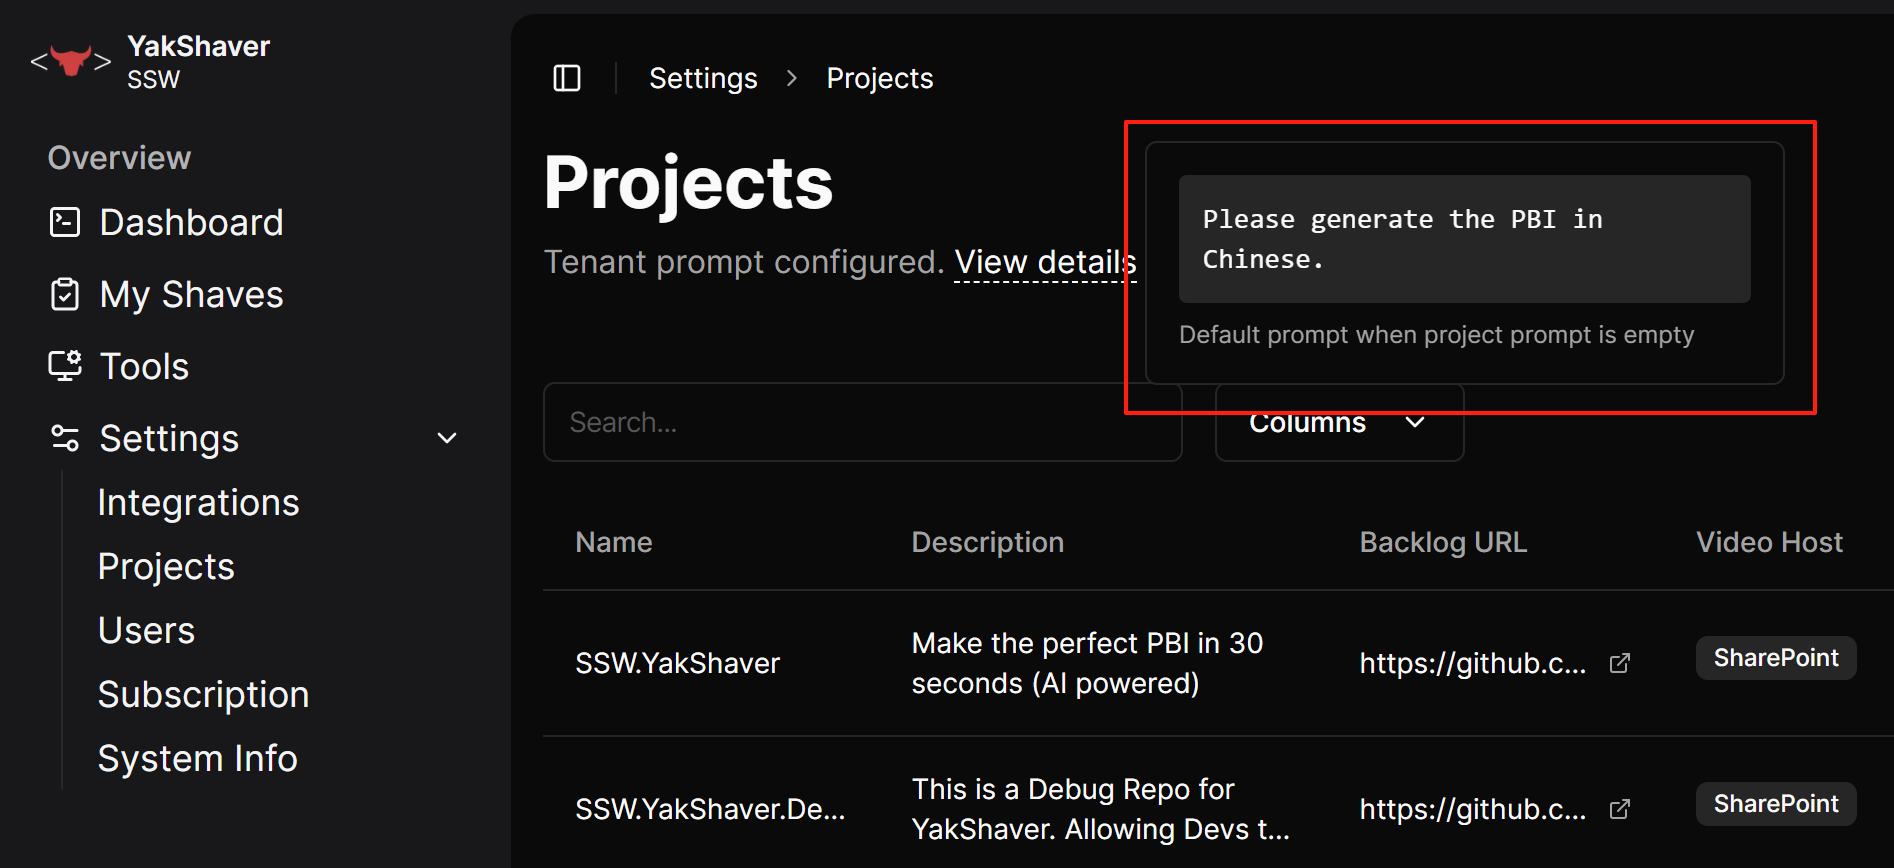 YakShaver
SSW
Overview
Dashboard
My Shaves
Tools
Settings
Integrations
Projects
Users
Subscription
System Info
Settings > Projects
Projects
Tenant prompt configured. View details
Please generate the PBI in
Chinese.
Default prompt when project prompt is empty
Search...
Columns
Name Description Backlog URL Video Host
SSW.YakShaver
Make the perfect PBI in 30
seconds (AI powered)
https://github.c...
SharePoint
SSW.YakShaver.De...
This is a Debug Repo for
YakShaver. Allowing Devs t...
https://github.c...
SharePoint